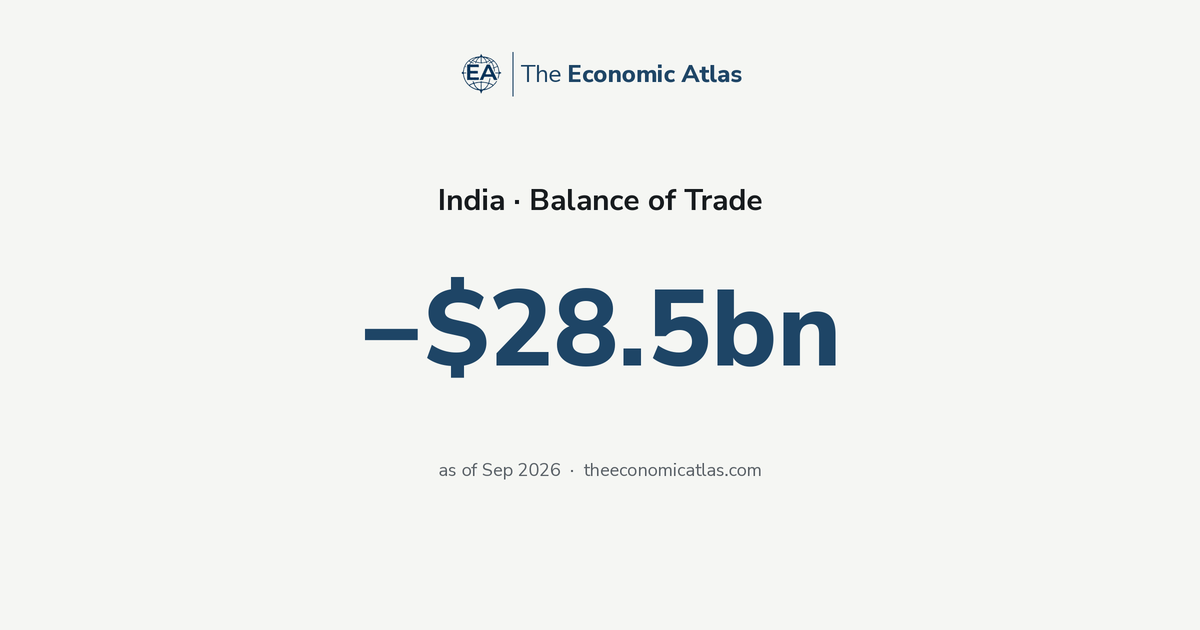 EA The Economic Atlas
India · Balance of Trade
−$28.5bn
as of Sep 2026 · theeconomicatlas.com